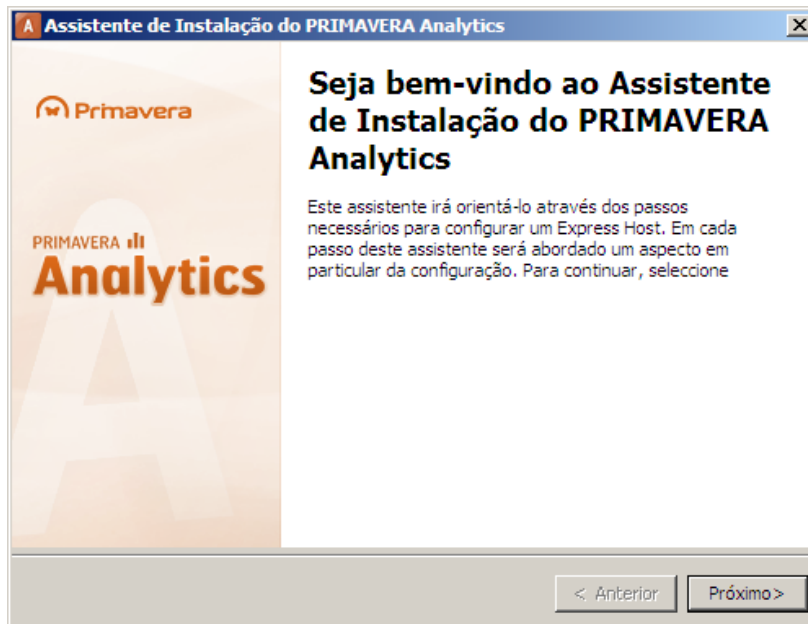 Assistente de Instalação do PRIMAVERA Analytics
Primavera
PRIMAVERA
Analytics
Seja bem-vindo ao Assistente
de Instalação do PRIMAVERA
Analytics
Este assistente irá orientá-lo através dos passos
necessários para configurar um Express Host. Em cada
passo deste assistente será abordado um aspecto em
particular da configuração. Para continuar, seleccione
< Anterior
Próximo>